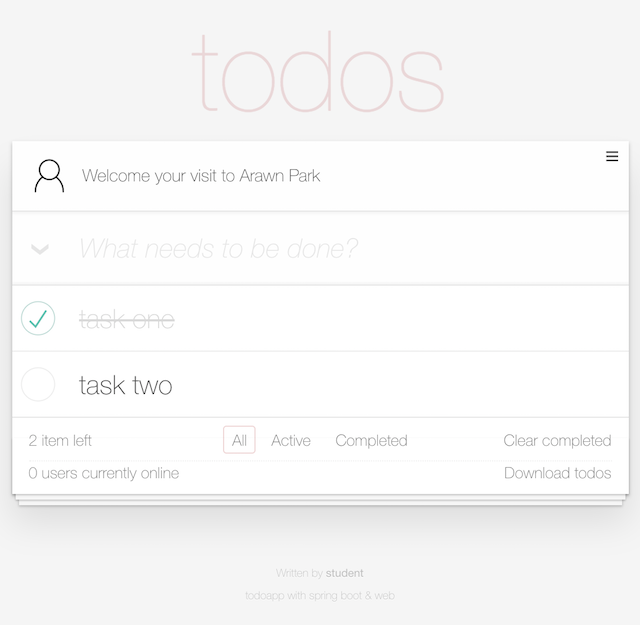 todos
Welcome your visit to Arawn Park
What needs to be done?
task one
task two
2 item left All Active Completed Clear completed
0 users currently online Download todos
Written by student
todoapp with spring boot & web